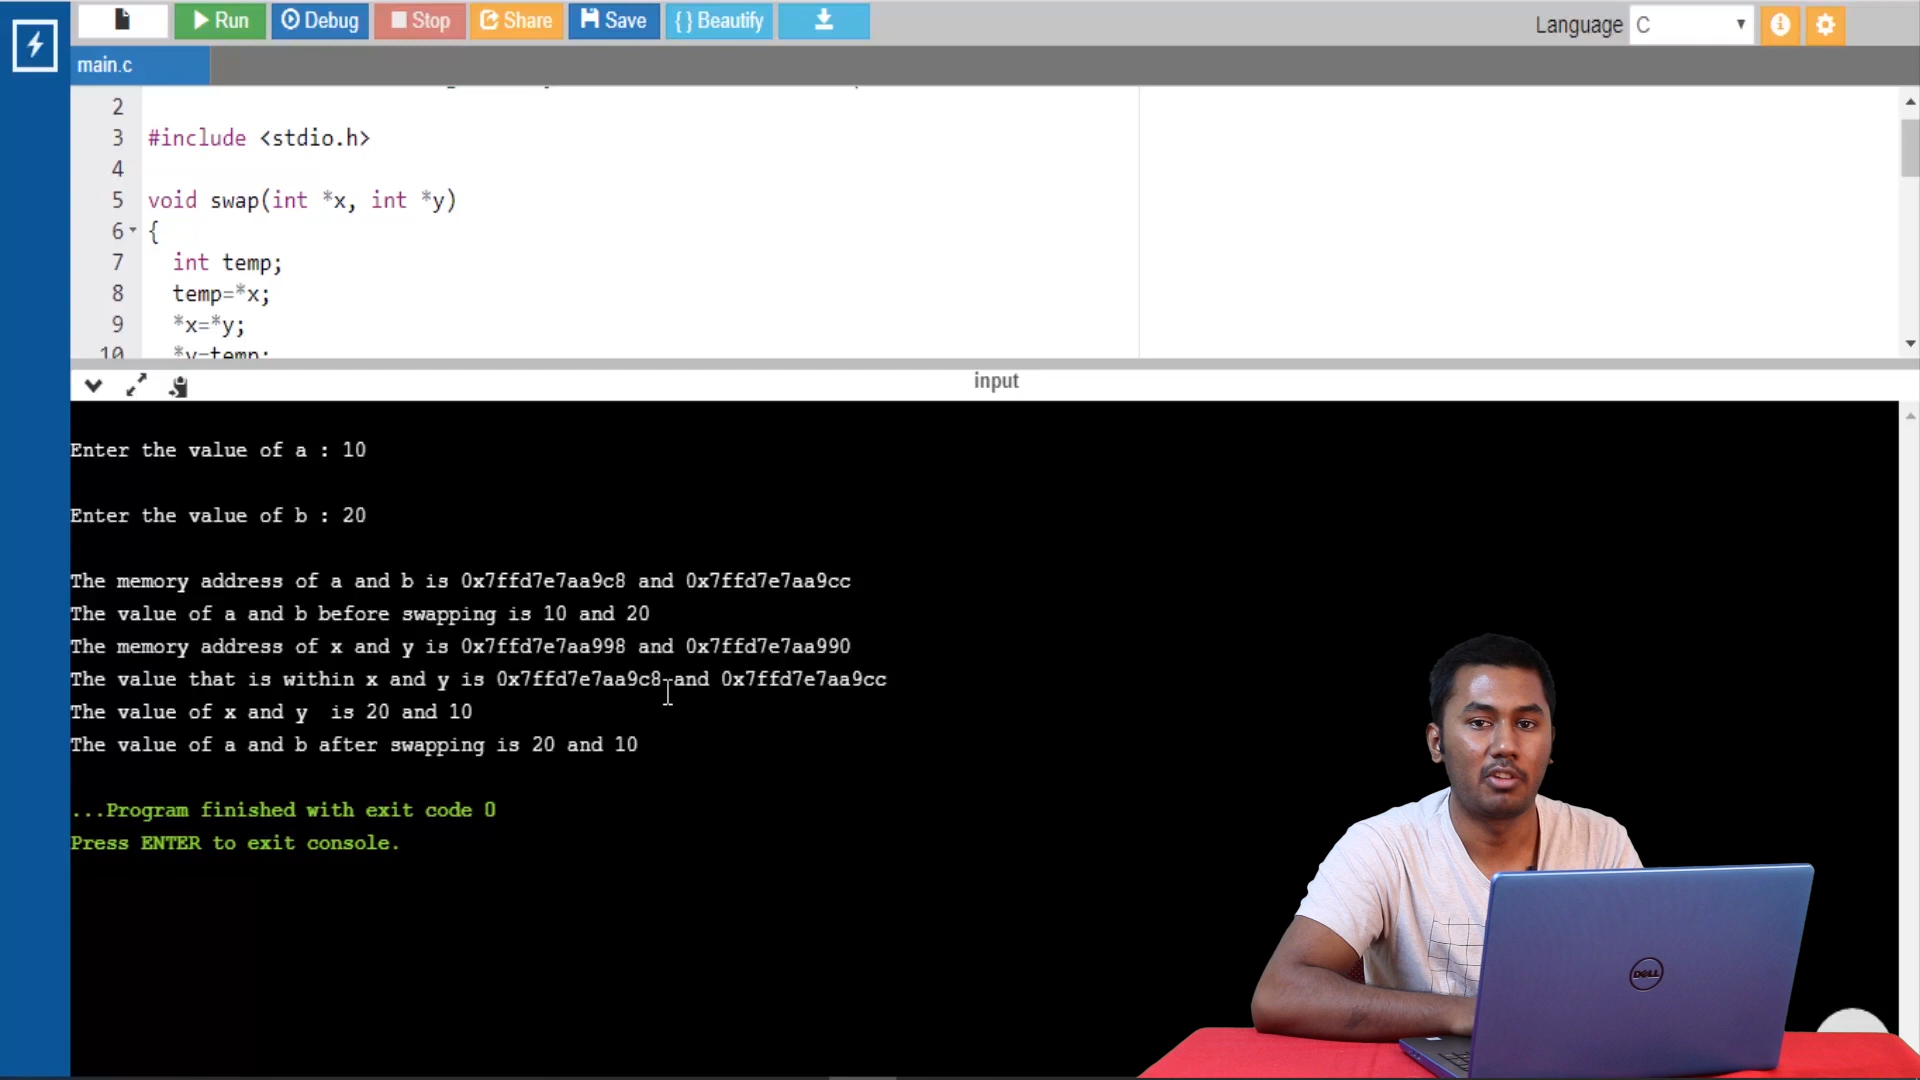 Run Debug Stop Share Save { } Beautify Language C
main.c
2
3 #include <stdio.h>
4
5 void swap(int *x, int *y)
6 {
7 int temp;
8 temp=*x;
9 *x=*y;
10 *y=temp;
input
Enter the value of a : 10
Enter the value of b : 20
The memory address of a and b is 0x7ffd7e7aa9c8 and 0x7ffd7e7aa9cc
The value of a and b before swapping is 10 and 20
The memory address of x and y is 0x7ffd7e7aa998 and 0x7ffd7e7aa990
The value that is within x and y is 0x7ffd7e7aa9c8 and 0x7ffd7e7aa9cc
The value of x and y  is 20 and 10
The value of a and b after swapping is 20 and 10
...Program finished with exit code 0
Press ENTER to exit console.
DELL